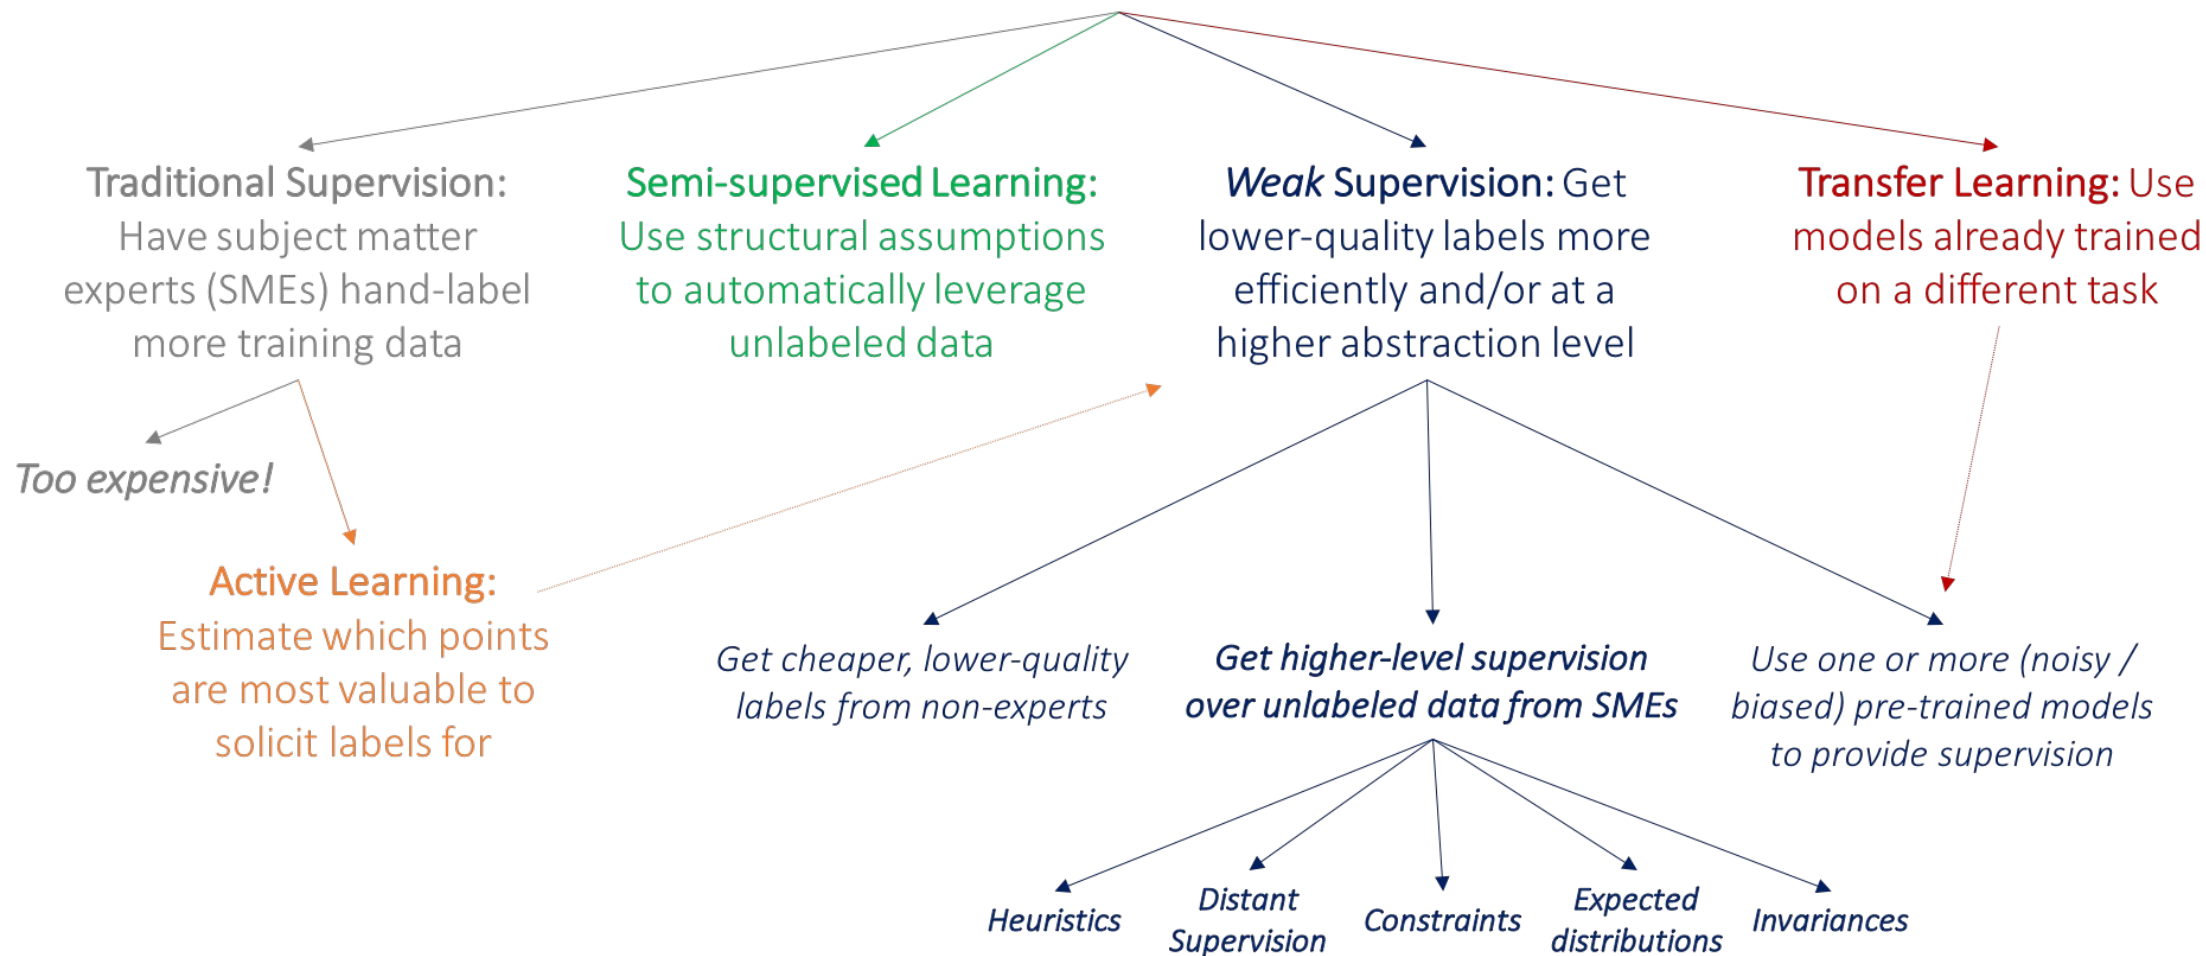 Traditional Supervision:
Have subject matter
experts (SMEs) hand-label
more training data
Semi-supervised Learning:
Use structural assumptions
to automatically leverage
unlabeled data
Weak Supervision: Get
lower-quality labels more
efficiently and/or at a
higher abstraction level
Transfer Learning: Use
models already trained
on a different task
Too expensive!
Active Learning:
Estimate which points
are most valuable to
solicit labels for
Get cheaper, lower-quality
labels from non-experts
Get higher-level supervision
over unlabeled data from SMEs
Use one or more (noisy /
biased) pre-trained models
to provide supervision
Heuristics
Distant
Supervision
Constraints
Expected
distributions
Invariances